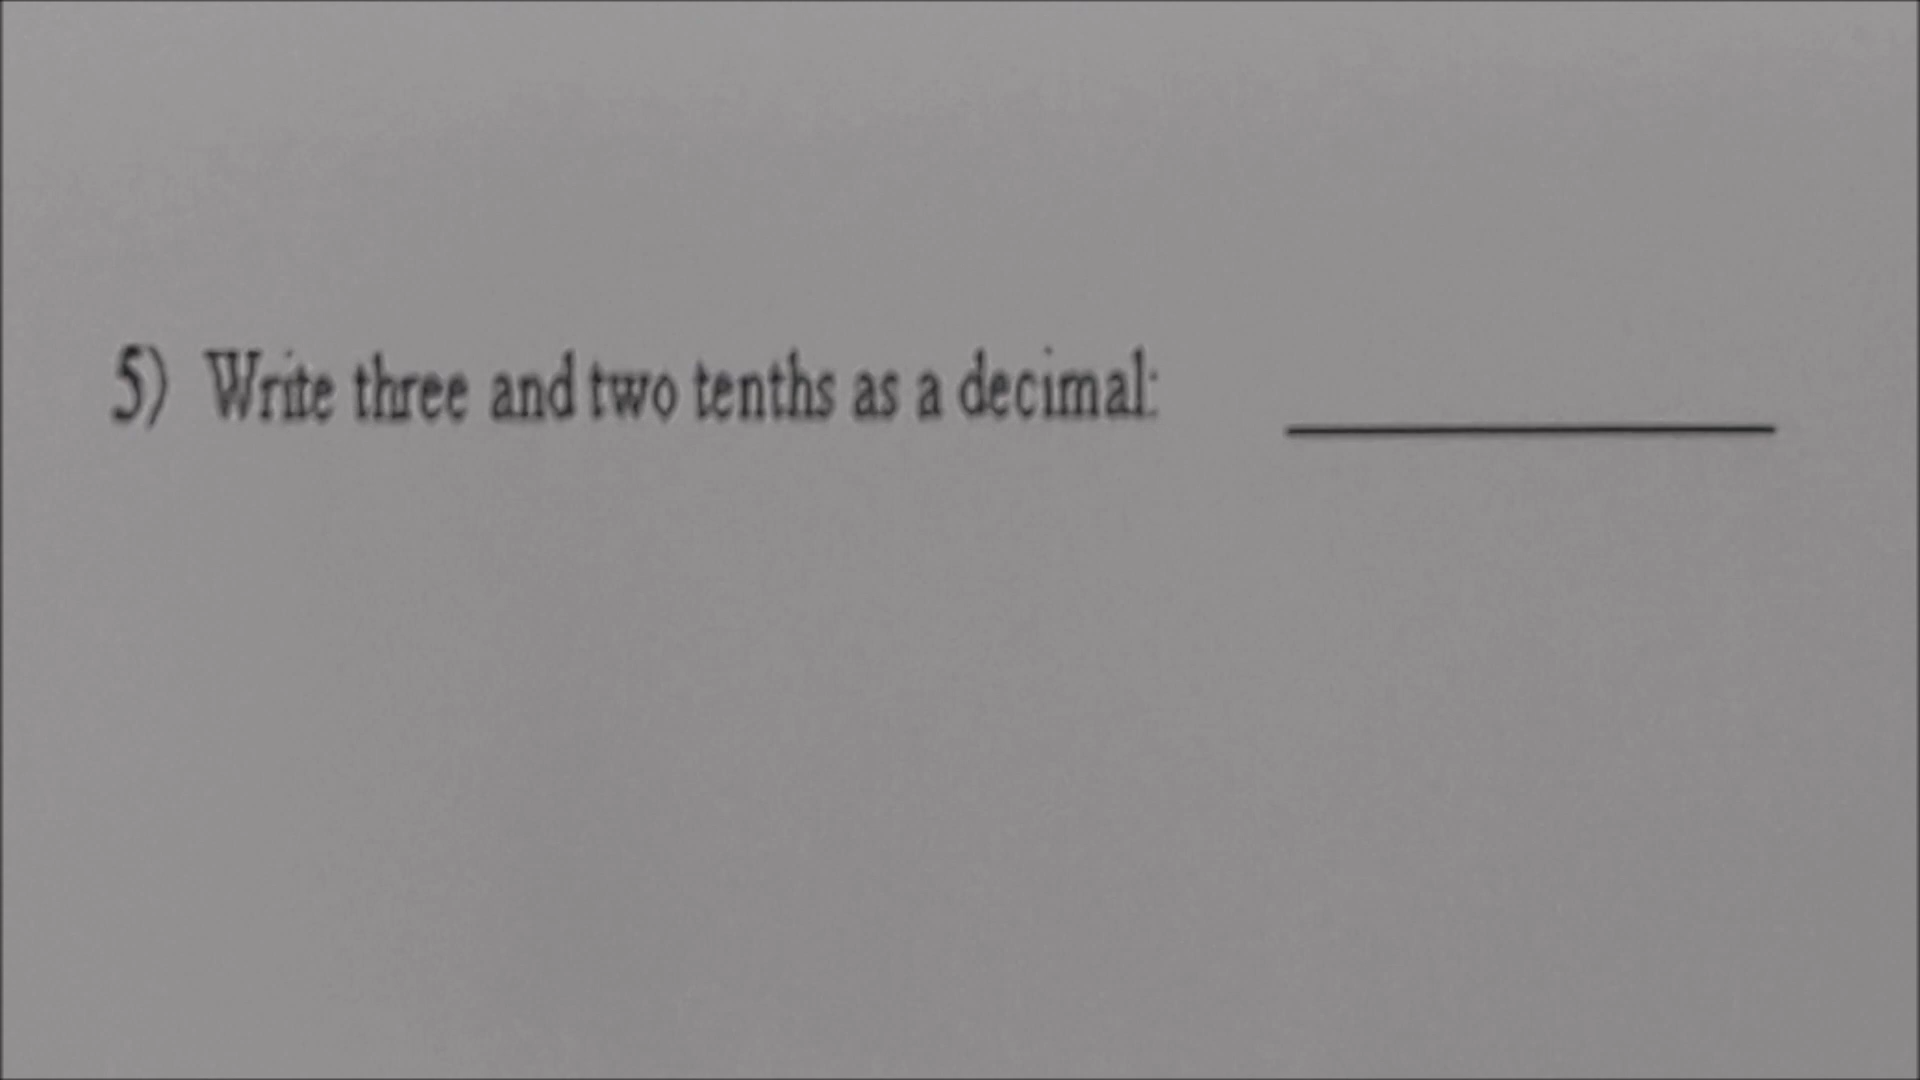 5) Write three and two tenths as a decimal: